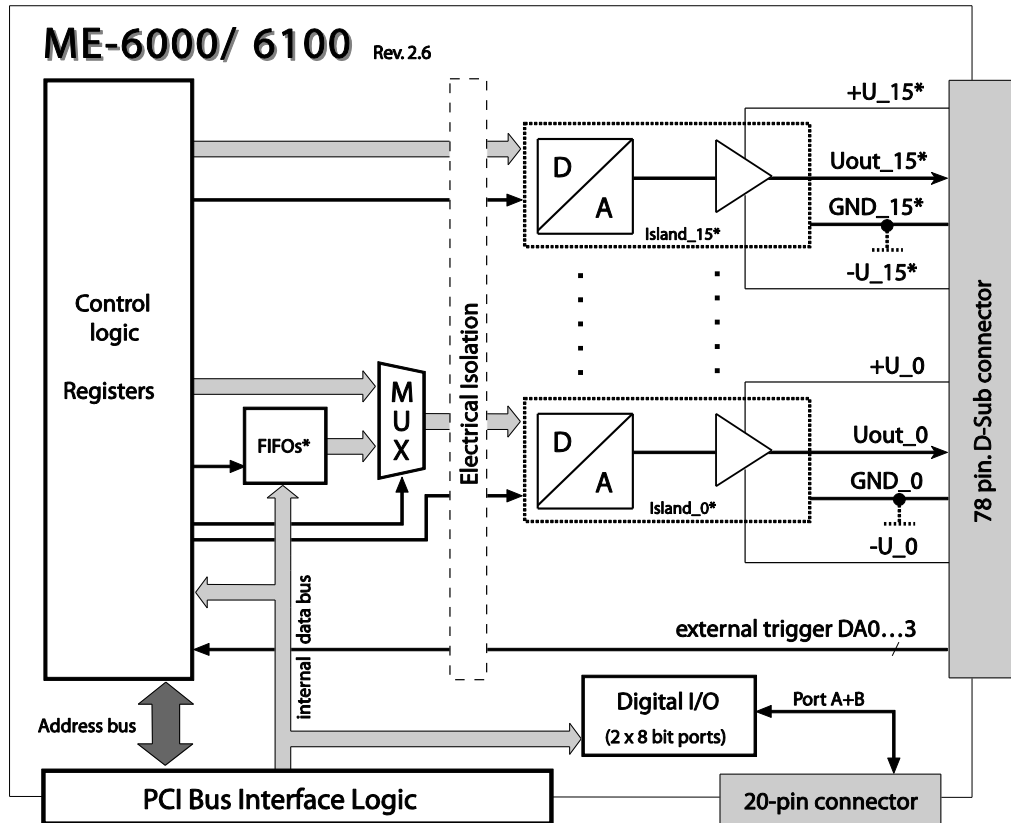 ME-6000/ 6100 Rev. 2.6
+U_15*
D
A
Uout_15*
GND_15*
Island_15*
-U_15*
Control
logic
Registers
Electrical Isolation
78 pin. D-Sub connector
+U_0
MUX
FIFOs*
D
A
Uout_0
GND_0
Island_0*
-U_0
internal data bus
external trigger DA0...3
Address bus
Digital I/O
(2 x 8 bit ports)
Port A+B
PCI Bus Interface Logic
20-pin connector